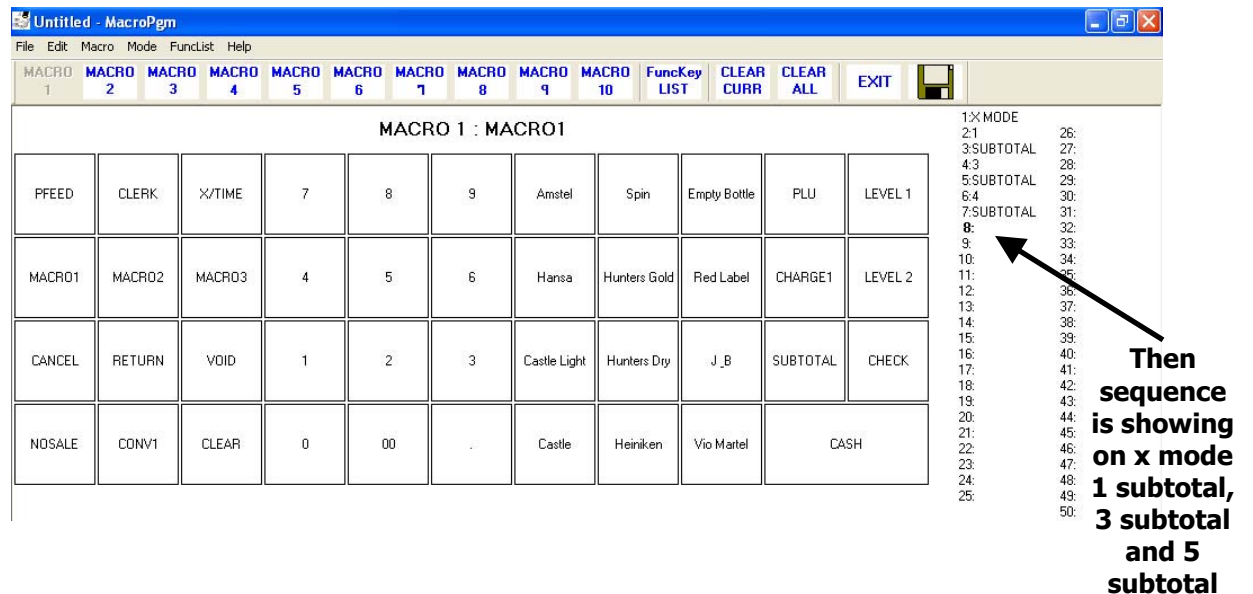 Untitled - MacroPgm
File Edit Macro Mode FuncList Help
MACRO 1 MACRO 2 MACRO 3 MACRO 4 MACRO 5 MACRO 6 MACRO 7 MACRO 8 MACRO 9 MACRO 10 FuncKey LIST CLEAR CURR CLEAR ALL EXIT
MACRO 1 : MACRO1
PFEED CLERK X/TIME 7 8 9 Amstel Spin Empty Bottle PLU LEVEL 1
MACRO1 MACRO2 MACRO3 4 5 6 Hansa Hunters Gold Red Label CHARGE1 LEVEL 2
CANCEL RETURN VOID 1 2 3 Castle Light Hunters Dry J_B SUBTOTAL CHECK
NOSALE CONV1 CLEAR 0 00 . Castle Heiniken Vio Martel CASH
1:X MODE
2:1
3:SUBTOTAL
4:3
5:SUBTOTAL
6:4
7:SUBTOTAL
8:
9:
10:
11:
12:
13:
14:
15:
16:
17:
18:
19:
20:
21:
22:
23:
24:
25:
26:
27:
28:
29:
30:
31:
32:
33:
34:
35:
36:
37:
38:
39:
40:
41:
42:
43:
44:
45:
46:
47:
48:
49:
50:
Then
sequence
is showing
on x mode
1 subtotal,
3 subtotal
and 5
subtotal